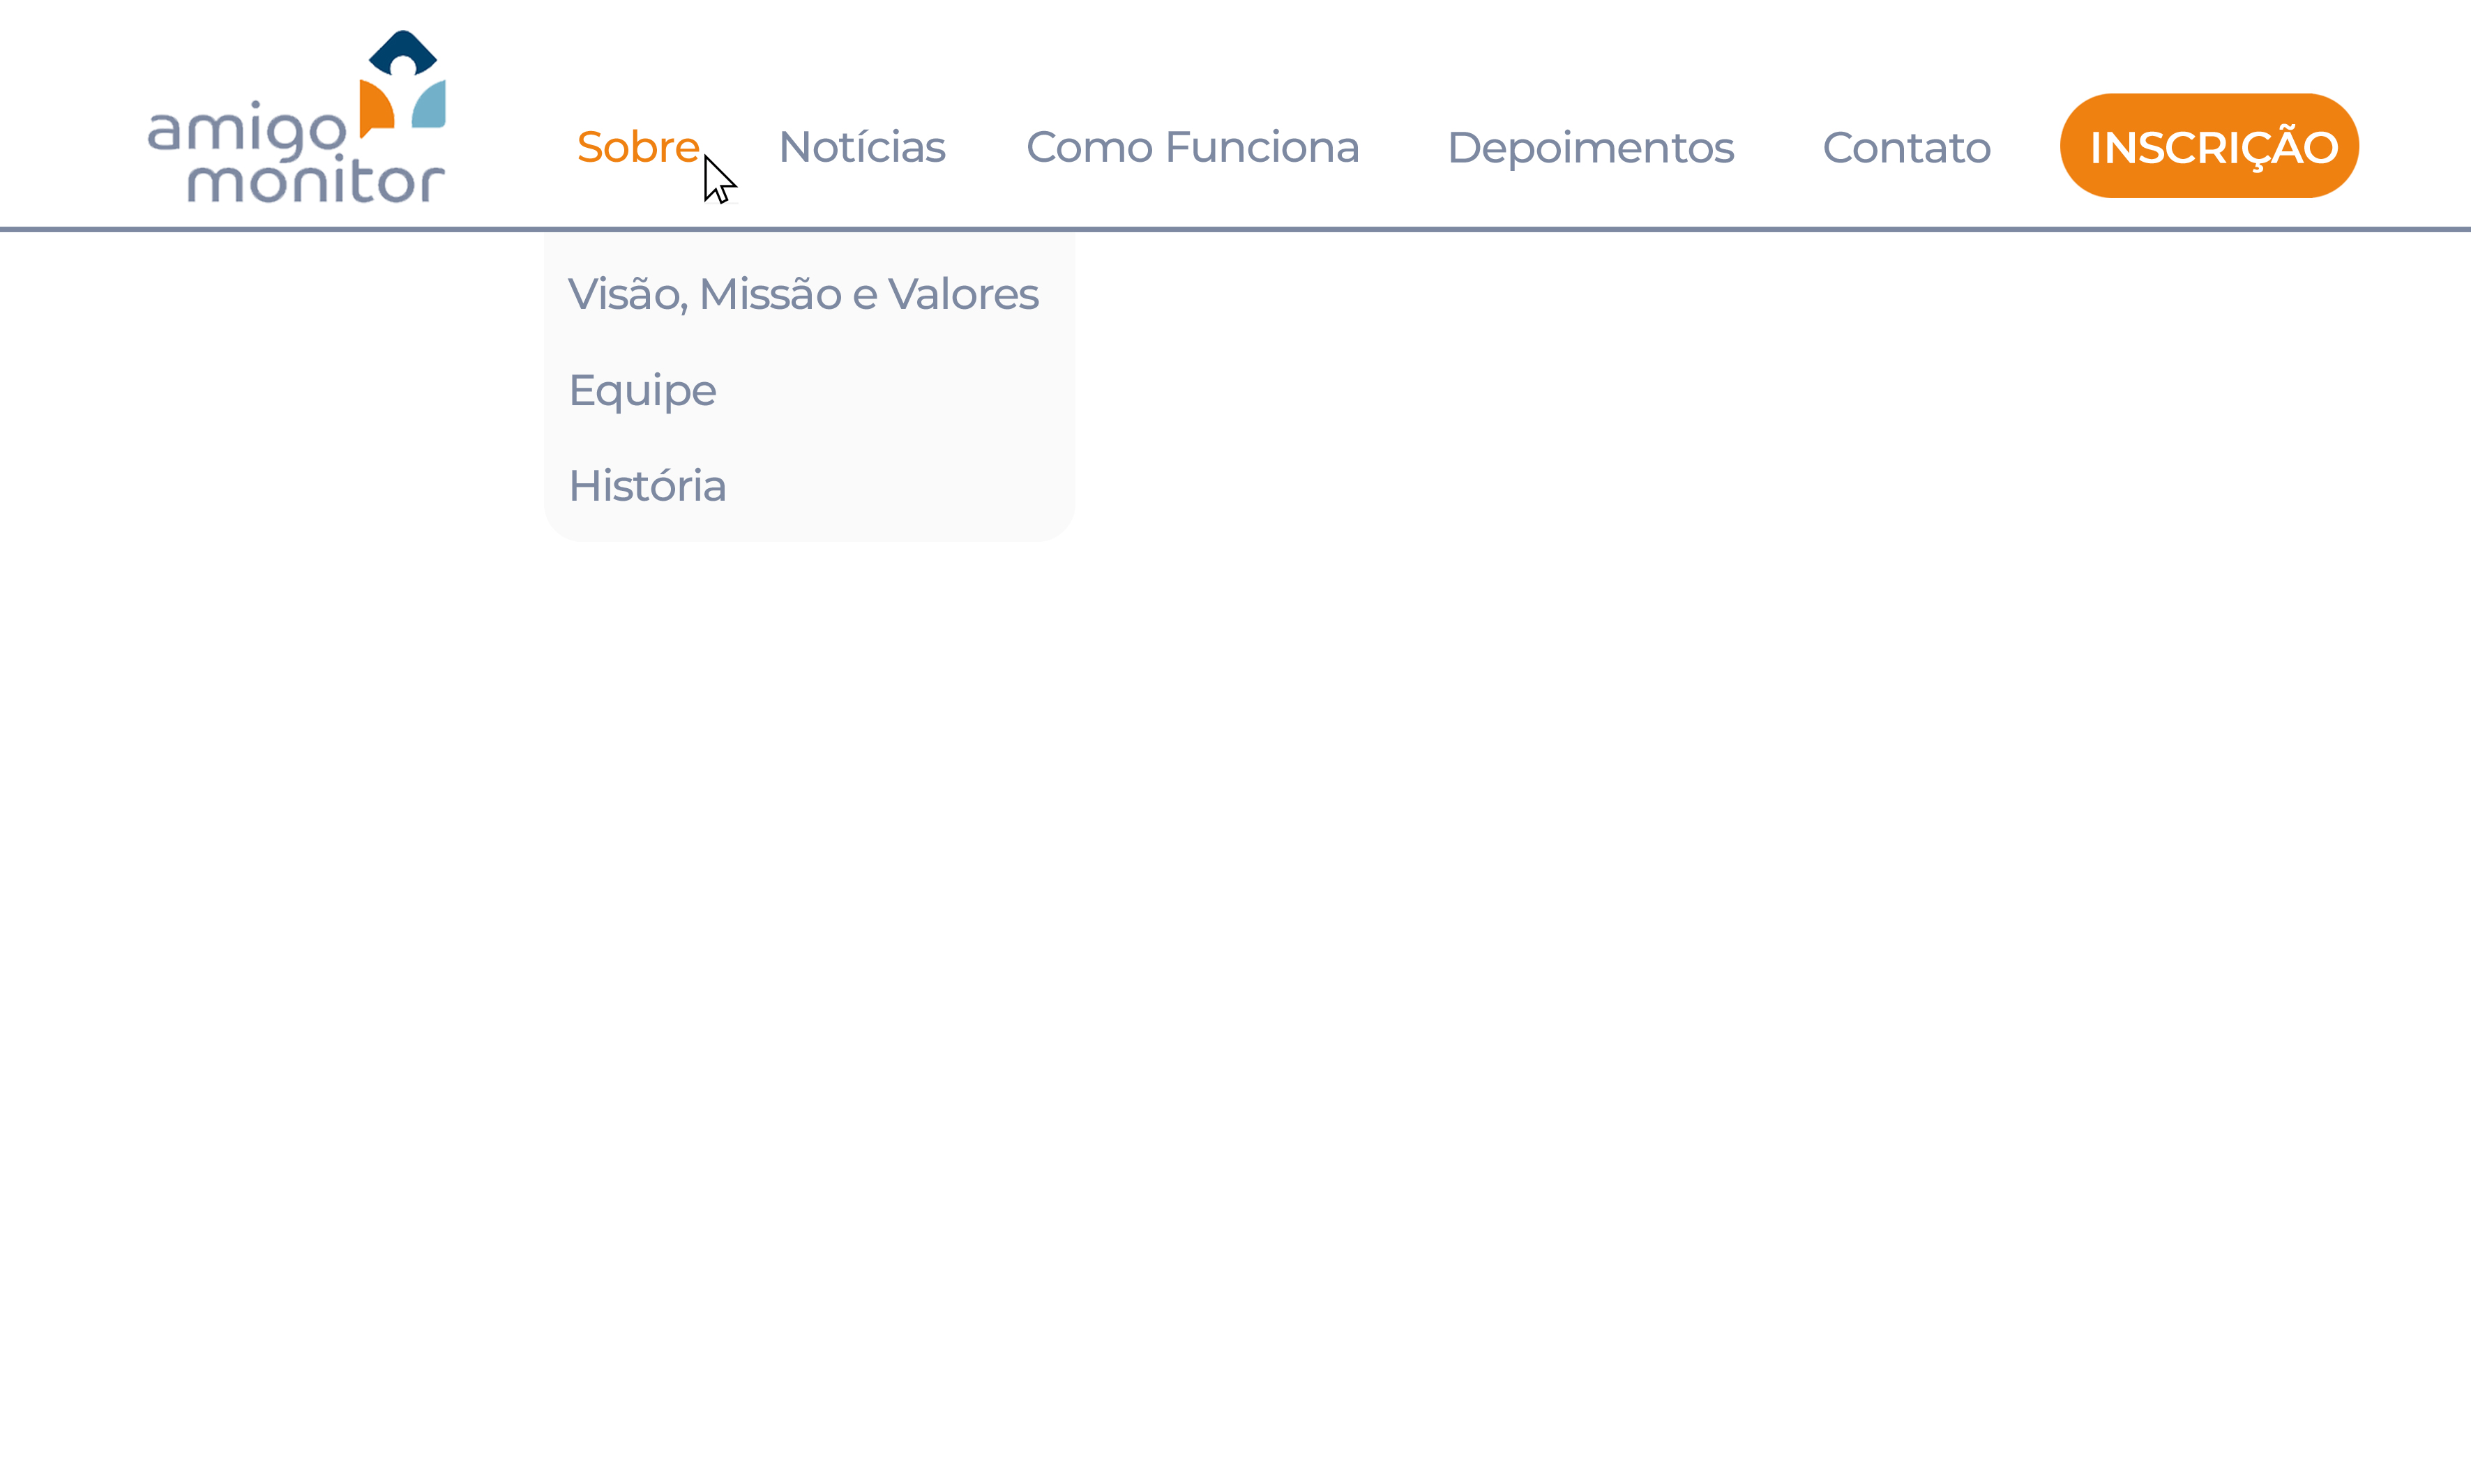 amigo
monitor
Sobre Notícias Como Funciona Depoimentos Contato INSCRIÇÃO
Visão, Missão e Valores
Equipe
História